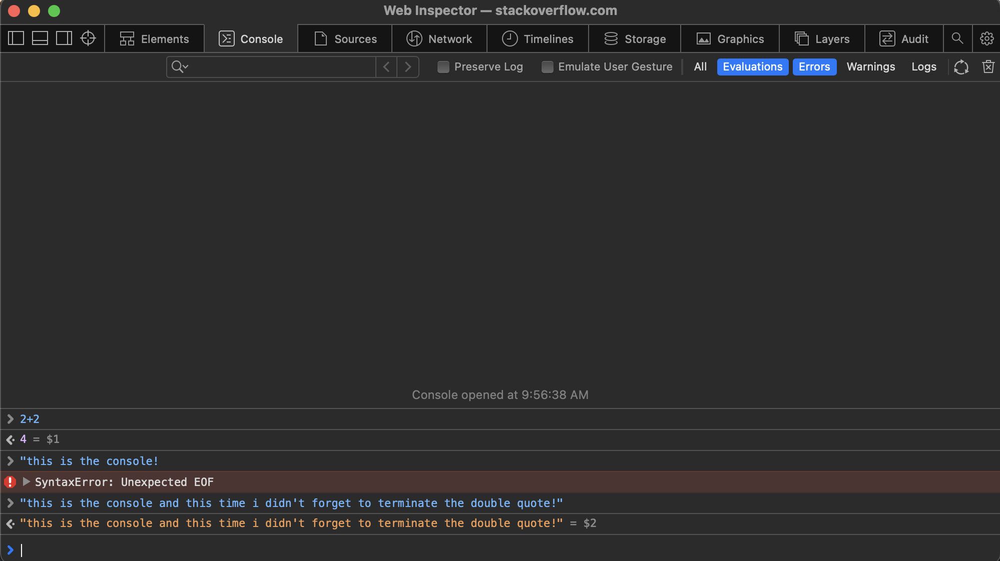 Web Inspector — stackoverflow.com
Elements Console Sources Network Timelines Storage Graphics Layers Audit
Preserve Log Emulate User Gesture All Evaluations Errors Warnings Logs
Console opened at 9:56:38 AM
2+2
4 = $1
"this is the console!
SyntaxError: Unexpected EOF
"this is the console and this time i didn't forget to terminate the double quote!"
"this is the console and this time i didn't forget to terminate the double quote!" = $2